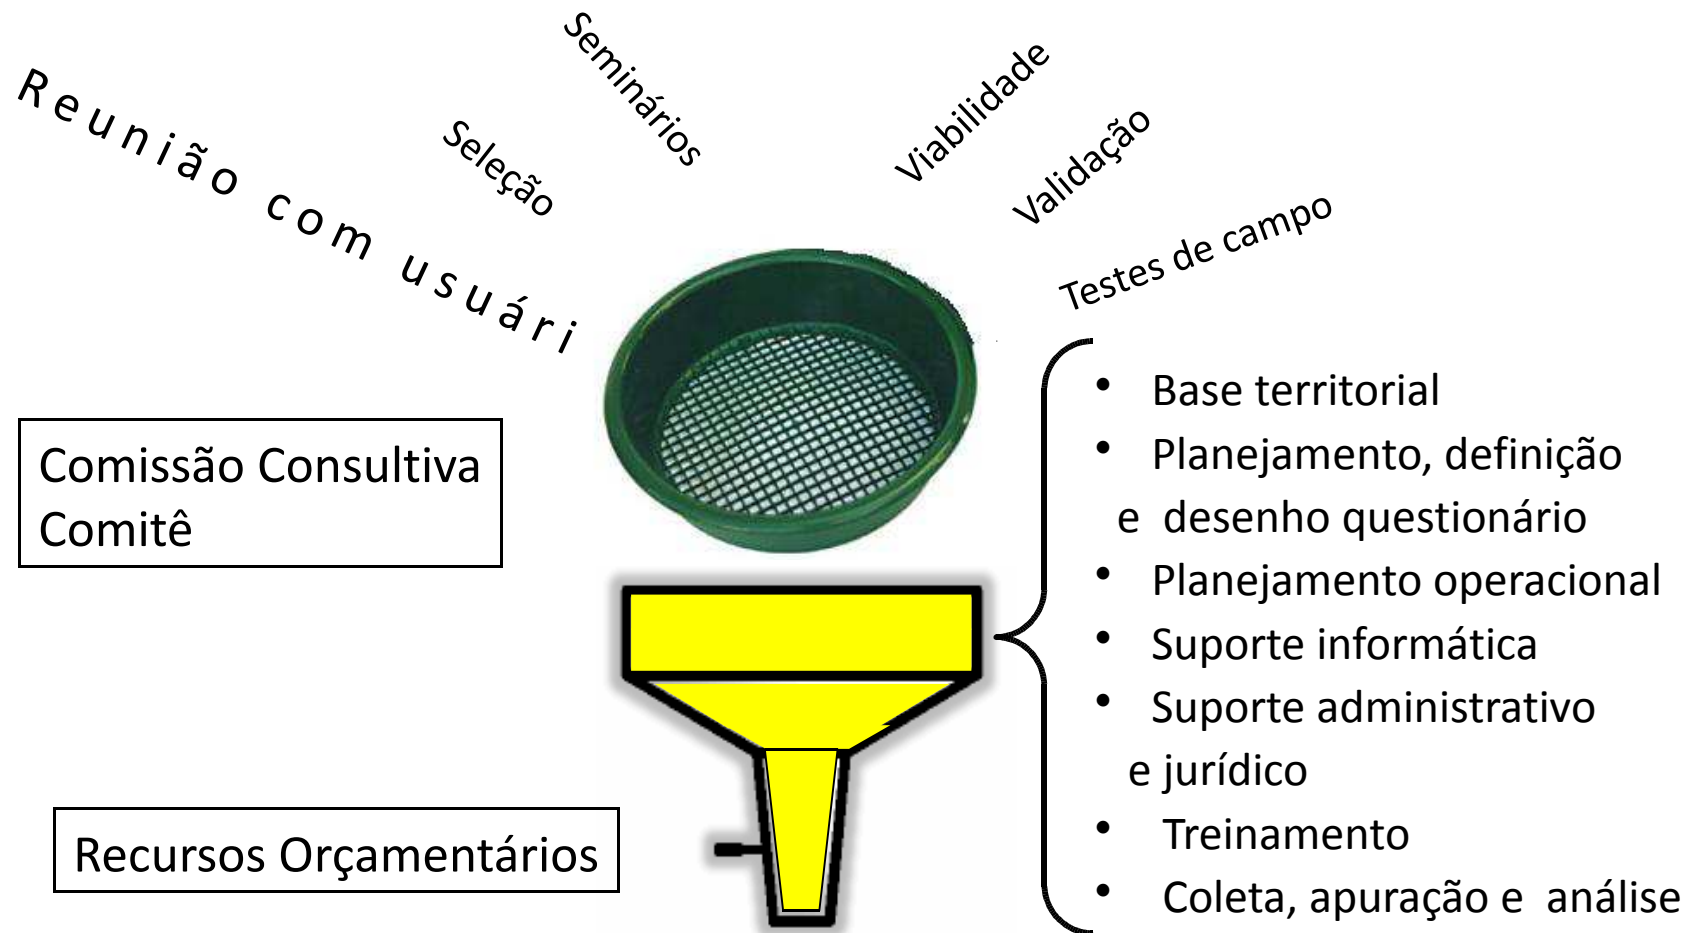 Reunião com usuári
Seleção
Seminários
Viabilidade
Validação
Testes de campo
Comissão Consultiva
Comitê
Recursos Orçamentários
• Base territorial
• Planejamento, definição
e desenho questionário
• Planejamento operacional
• Suporte informática
• Suporte administrativo
e jurídico
• Treinamento
• Coleta, apuração e análise